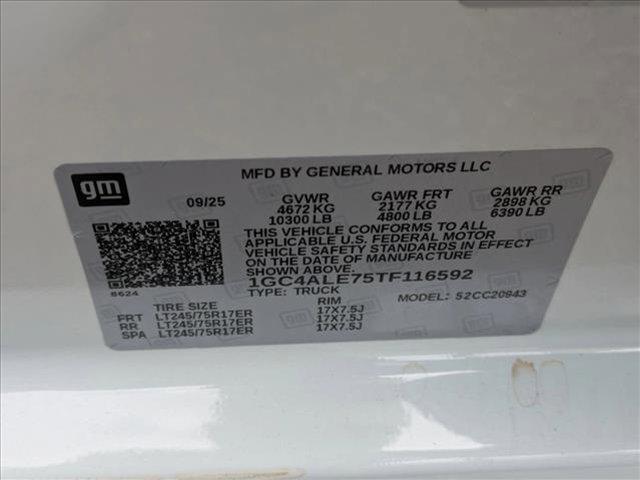 gm
MFD BY GENERAL MOTORS LLC
09/25 GVWR GAWR FRT GAWR RR
4672 KG 2177 KG 2898 KG
10300 LB 4800 LB 6390 LB
THIS VEHICLE CONFORMS TO ALL
APPLICABLE U.S. FEDERAL MOTOR
VEHICLE SAFETY STANDARDS IN EFFECT
ON THE DATE OF MANUFACTURE
SHOWN ABOVE.
1GC4ALE75TF116592
8624 TYPE: TRUCK MODEL: 52CC20943
TIRE SIZE RIM
FRT LT245/75R17ER 17X7.5J
RR LT245/75R17ER 17X7.5J
SPA LT245/75R17ER 17X7.5J